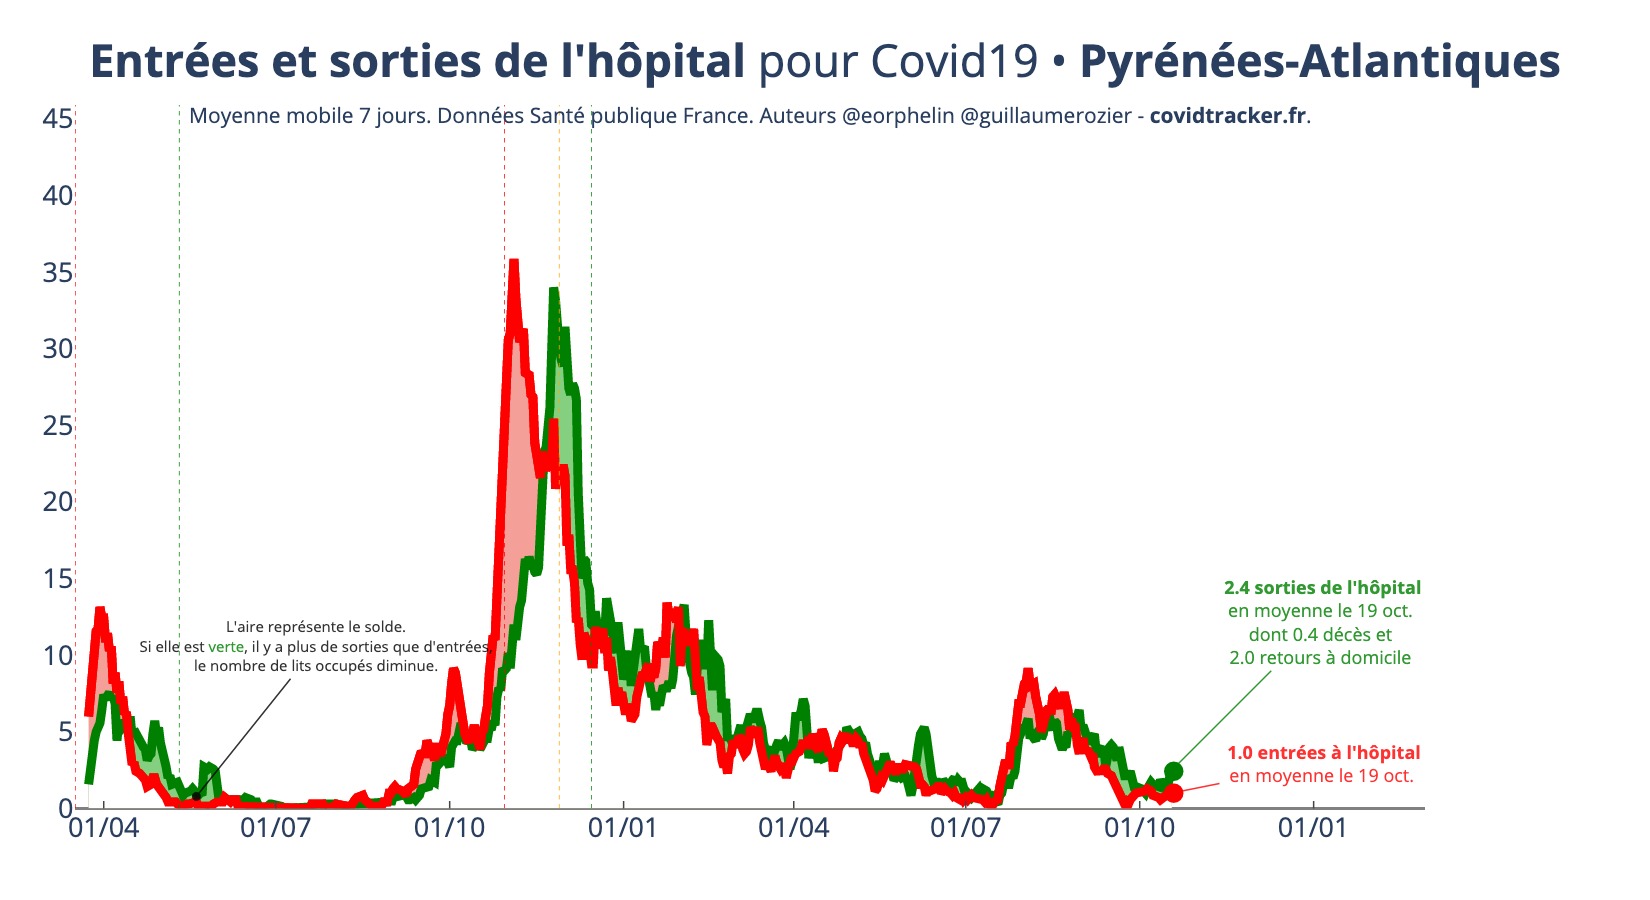 Entrées et sorties de l'hôpital pour Covid19 • Pyrénées-Atlantiques
Moyenne mobile 7 jours. Données Santé publique France. Auteurs @eorphelin @guillaumerozier - covidtracker.fr.
45
40
35
30
25
20
15
10
5
0
L'aire représente le solde.
Si elle est verte, il y a plus de sorties que d'entrées,
le nombre de lits occupés diminue.
2.4 sorties de l'hôpital
en moyenne le 19 oct.
dont 0.4 décès et
2.0 retours à domicile
1.0 entrées à l'hôpital
en moyenne le 19 oct.
01/04 01/07 01/10 01/01 01/04 01/07 01/10 01/01